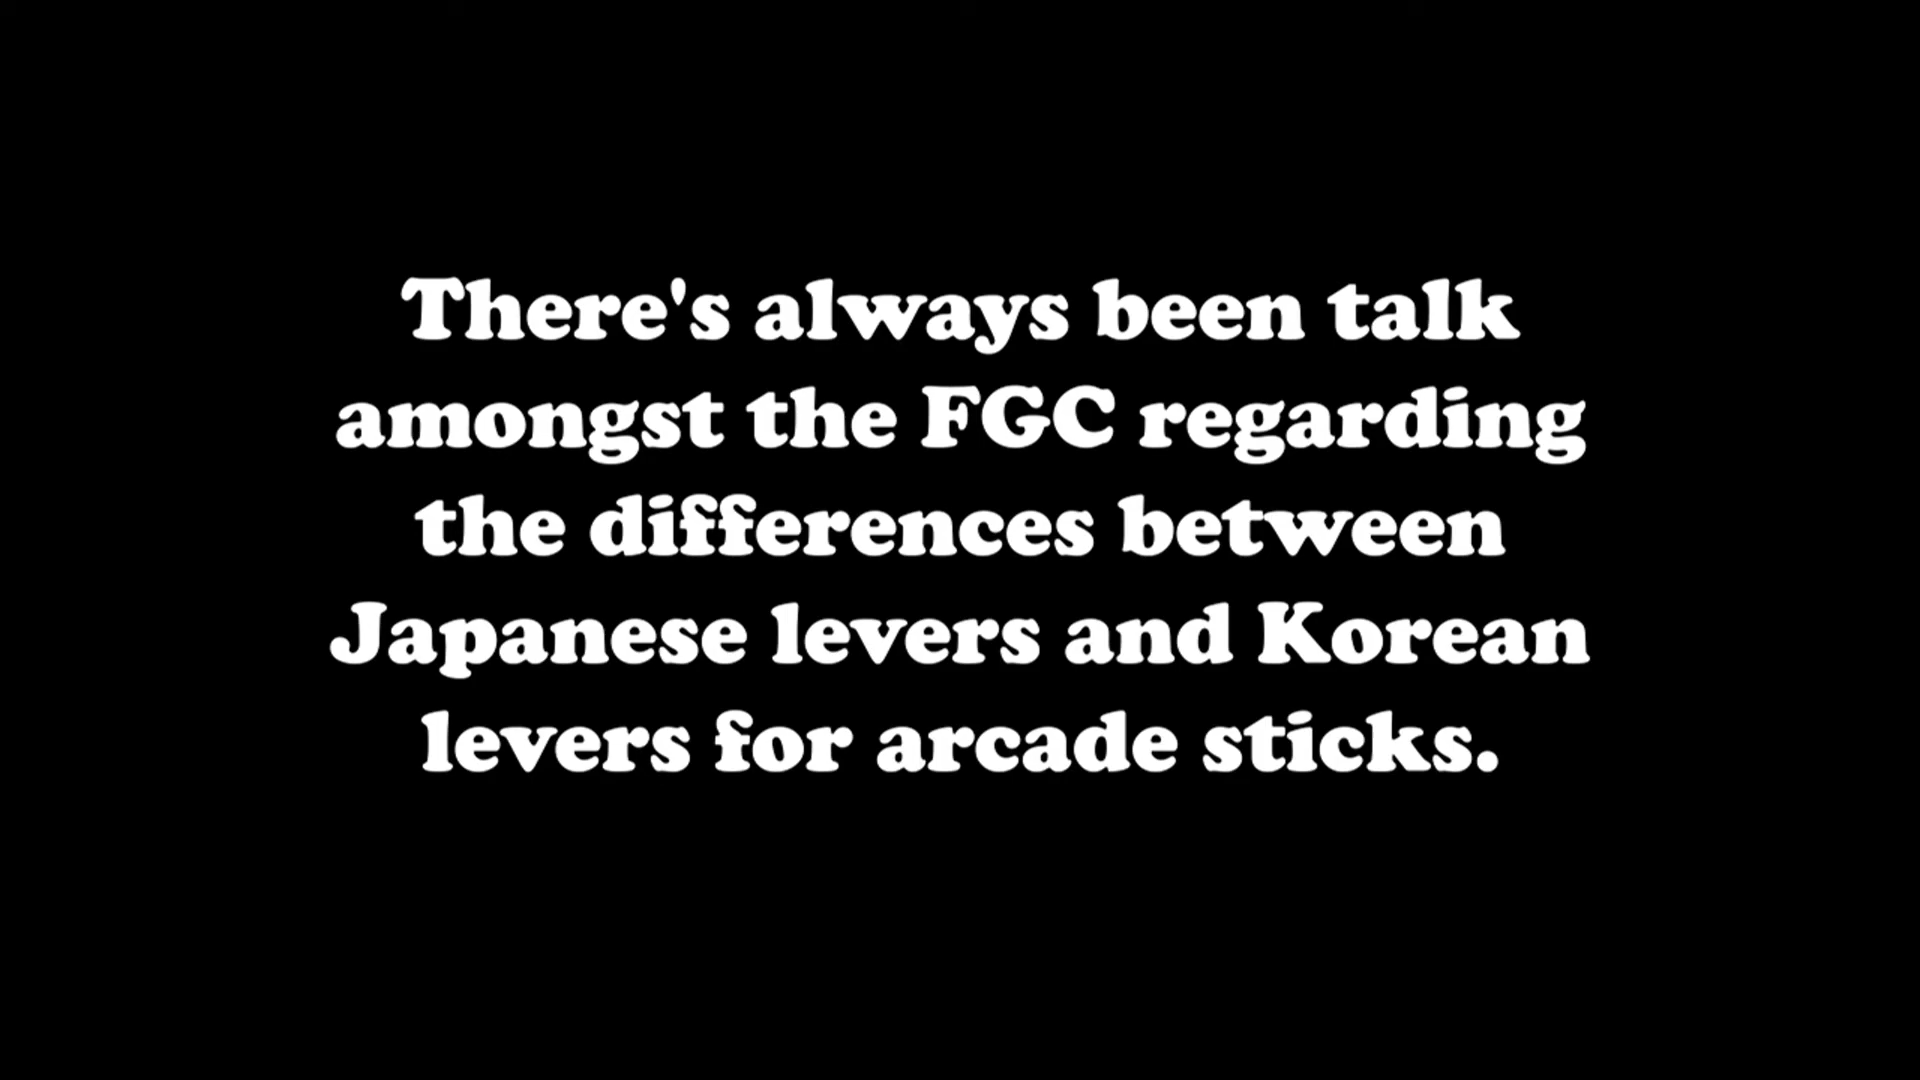 There's always been talk
amongst the FGC regarding
the differences between
Japanese levers and Korean
levers for arcade sticks.